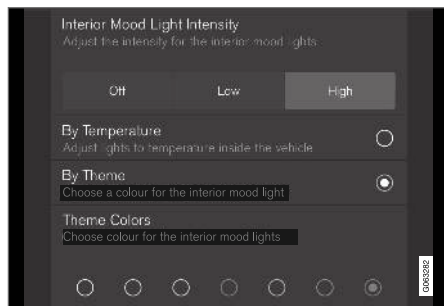 Interior Mood Light Intensity
Adjust the intensity for the interior mood lights
Off Low High
By Temperature
Adjust lights to temperature inside the vehicle
By Theme
Choose a colour for the interior mood light
Theme Colors
Choose colour for the interior mood lights
G063282